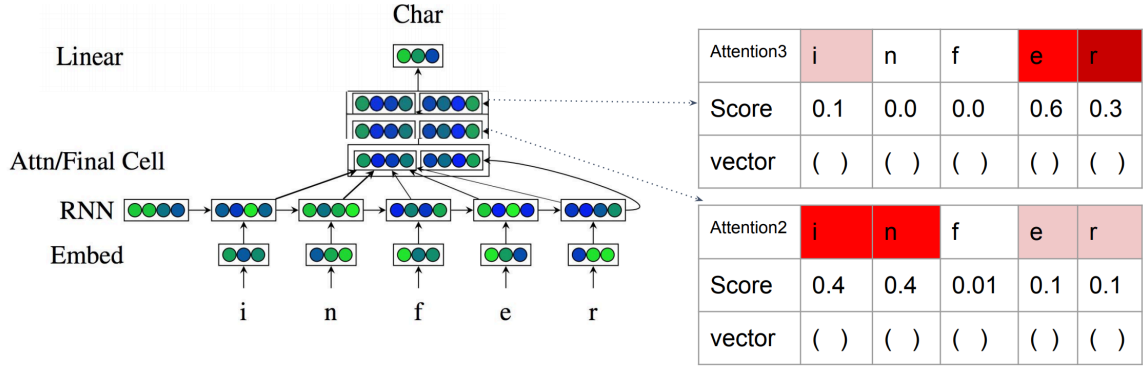 Char
Linear
Attn/Final Cell
RNN
Embed
i n f e r
Attention3 i n f e r
Score 0.1 0.0 0.0 0.6 0.3
vector ( ) ( ) ( ) ( ) ( )
Attention2 i n f e r
Score 0.4 0.4 0.01 0.1 0.1
vector ( ) ( ) ( ) ( ) ( )